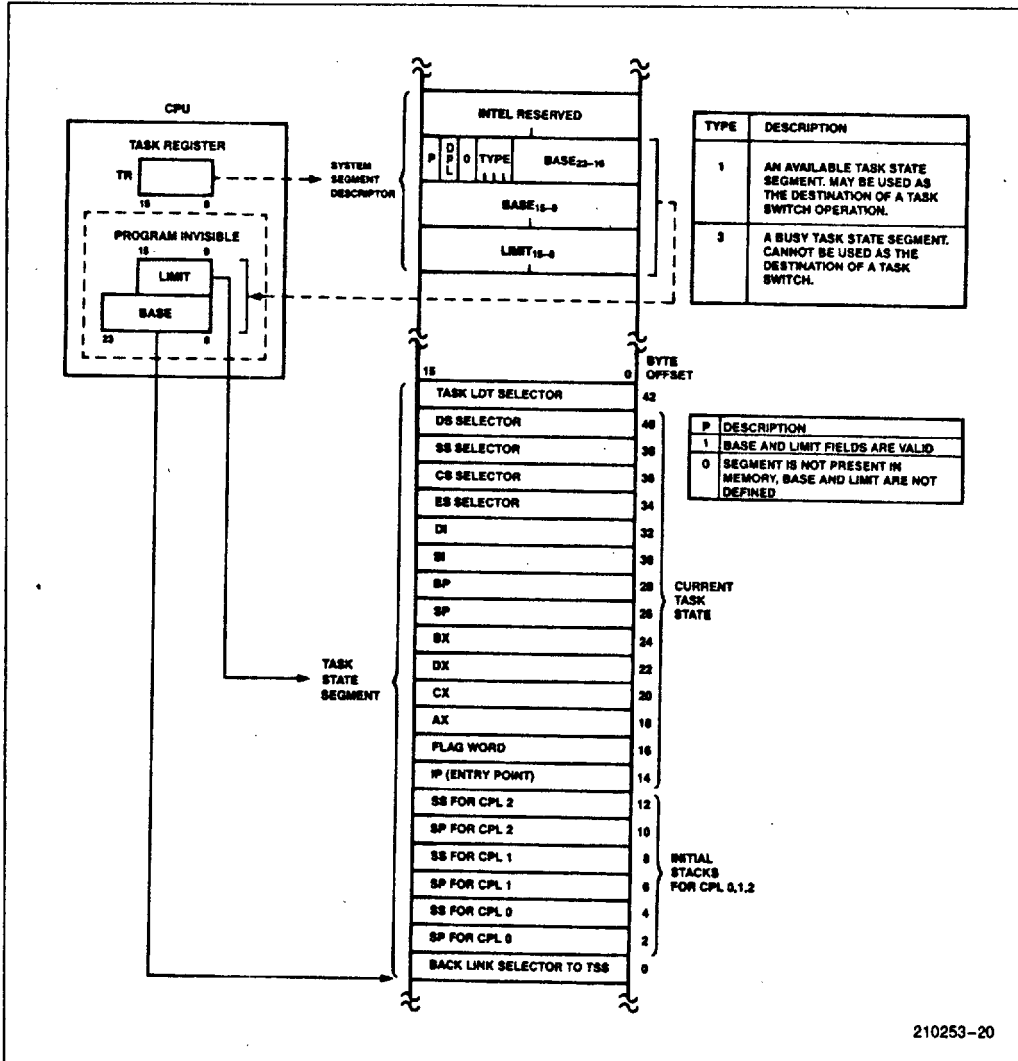 CPU
TASK REGISTER
TR
15 0
PROGRAM INVISIBLE
15 0
LIMIT
BASE
23 0
SYSTEM
SEGMENT
DESCRIPTOR
INTEL RESERVED
P DPL 0 TYPE BASE23–16
BASE15–0
LIMIT15–0
TYPE DESCRIPTION
1 AN AVAILABLE TASK STATE
SEGMENT. MAY BE USED AS
THE DESTINATION OF A TASK
SWITCH OPERATION.
3 A BUSY TASK STATE SEGMENT.
CANNOT BE USED AS THE
DESTINATION OF A TASK
SWITCH.
P DESCRIPTION
1 BASE AND LIMIT FIELDS ARE VALID
0 SEGMENT IS NOT PRESENT IN
MEMORY, BASE AND LIMIT ARE NOT
DEFINED
15 0 BYTE
OFFSET
TASK LDT SELECTOR 42
DS SELECTOR 40
SS SELECTOR 38
CS SELECTOR 36
ES SELECTOR 34
DI 32
SI 30
BP 28
SP 26
BX 24
DX 22
CX 20
AX 18
FLAG WORD 16
IP (ENTRY POINT) 14
SS FOR CPL 2 12
SP FOR CPL 2 10
SS FOR CPL 1 8
SP FOR CPL 1 6
SS FOR CPL 0 4
SP FOR CPL 0 2
BACK LINK SELECTOR TO TSS 0
TASK
STATE
SEGMENT
CURRENT
TASK
STATE
INITIAL
STACKS
FOR CPL 0,1,2
210253–20